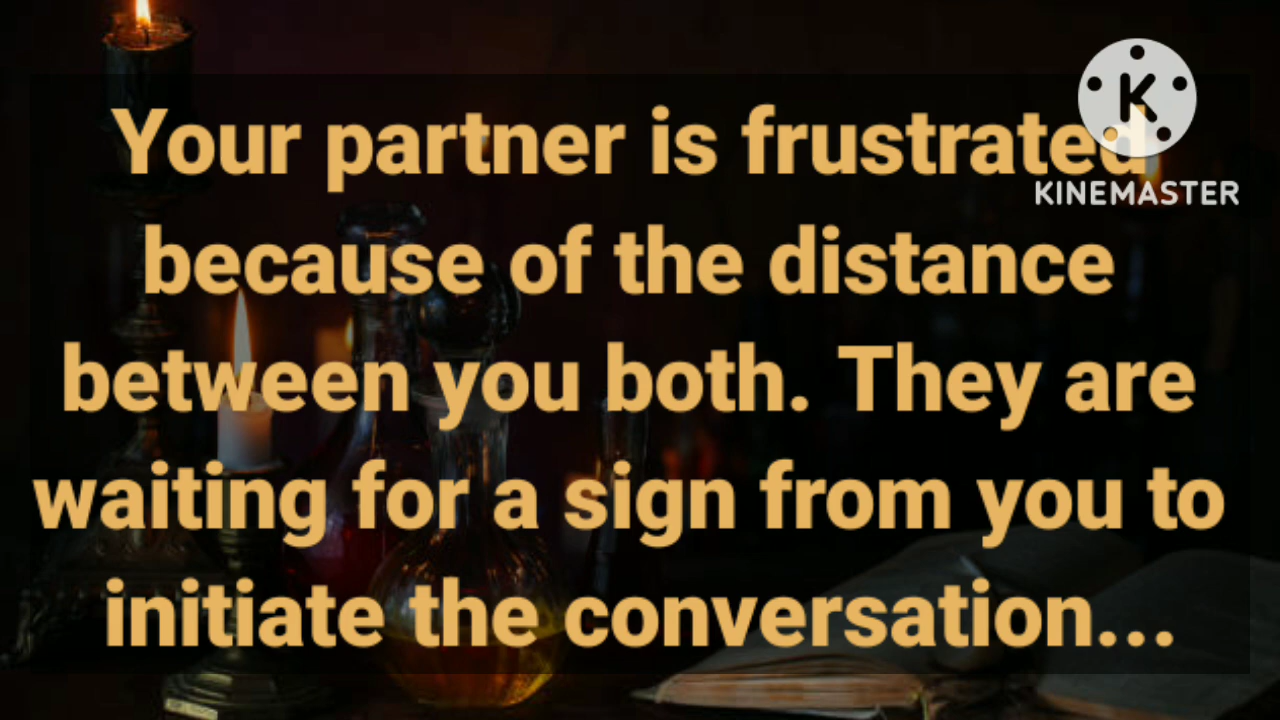 Your partner is frustrated
because of the distance
between you both. They are
waiting for a sign from you to
initiate the conversation...
K
KINEMASTER